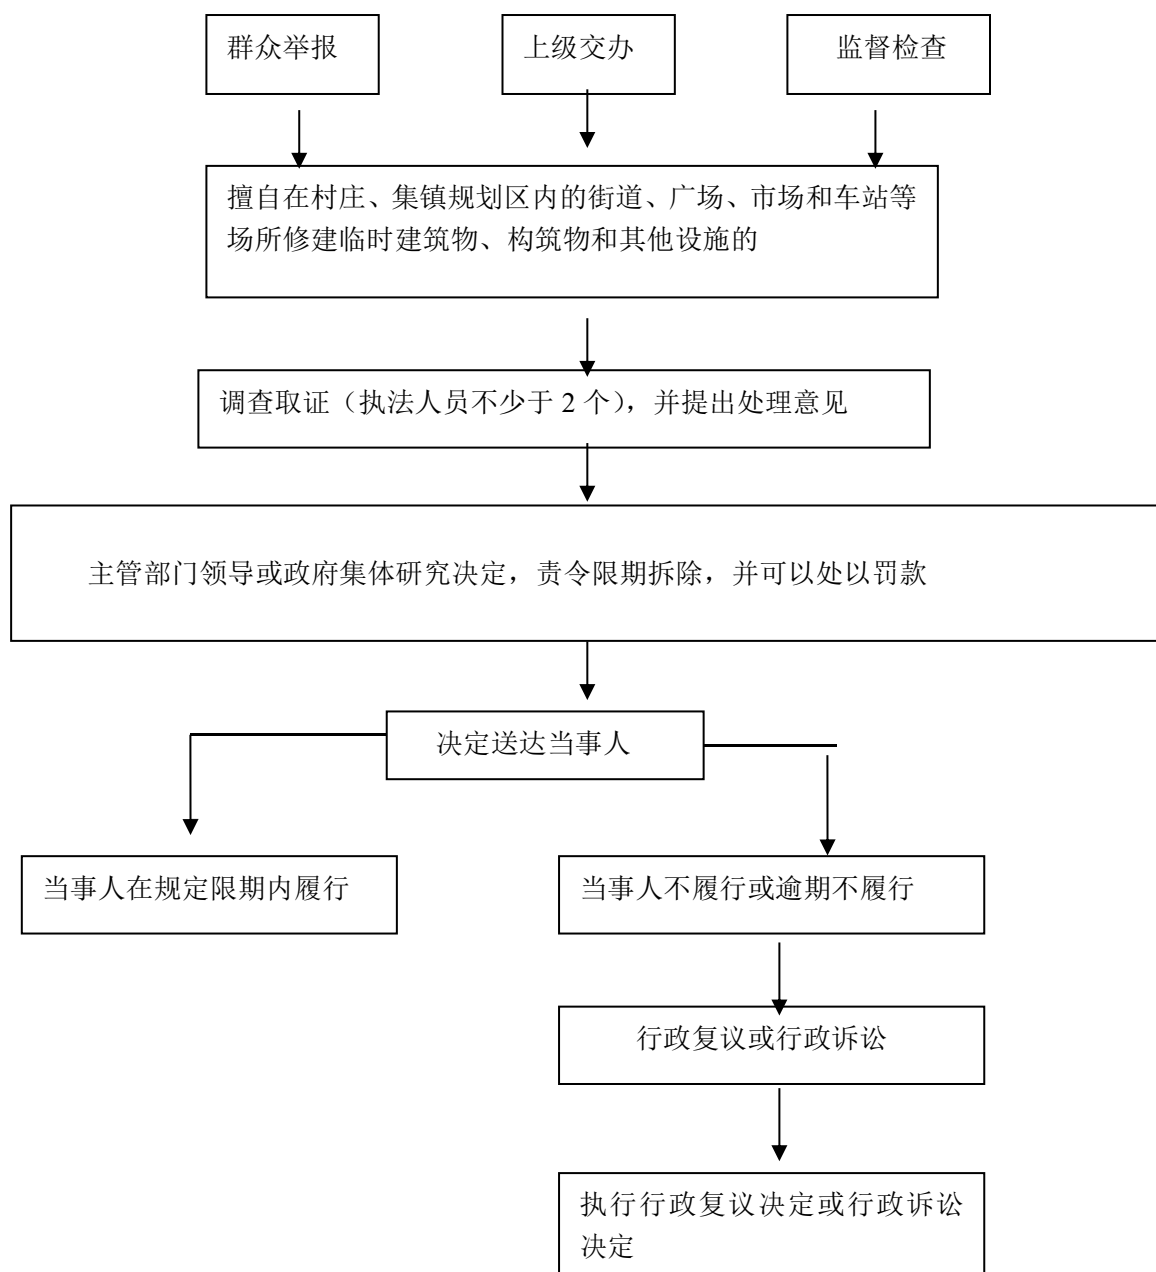 群众举报
上级交办
监督检查
擅自在村庄、集镇规划区内的街道、广场、市场和车站等
场所修建临时建筑物、构筑物和其他设施的
调查取证（执法人员不少于 2 个），并提出处理意见
主管部门领导或政府集体研究决定，责令限期拆除，并可以处以罚款
决定送达当事人
当事人在规定限期内履行
当事人不履行或逾期不履行
行政复议或行政诉讼
执行行政复议决定或行政诉讼
决定